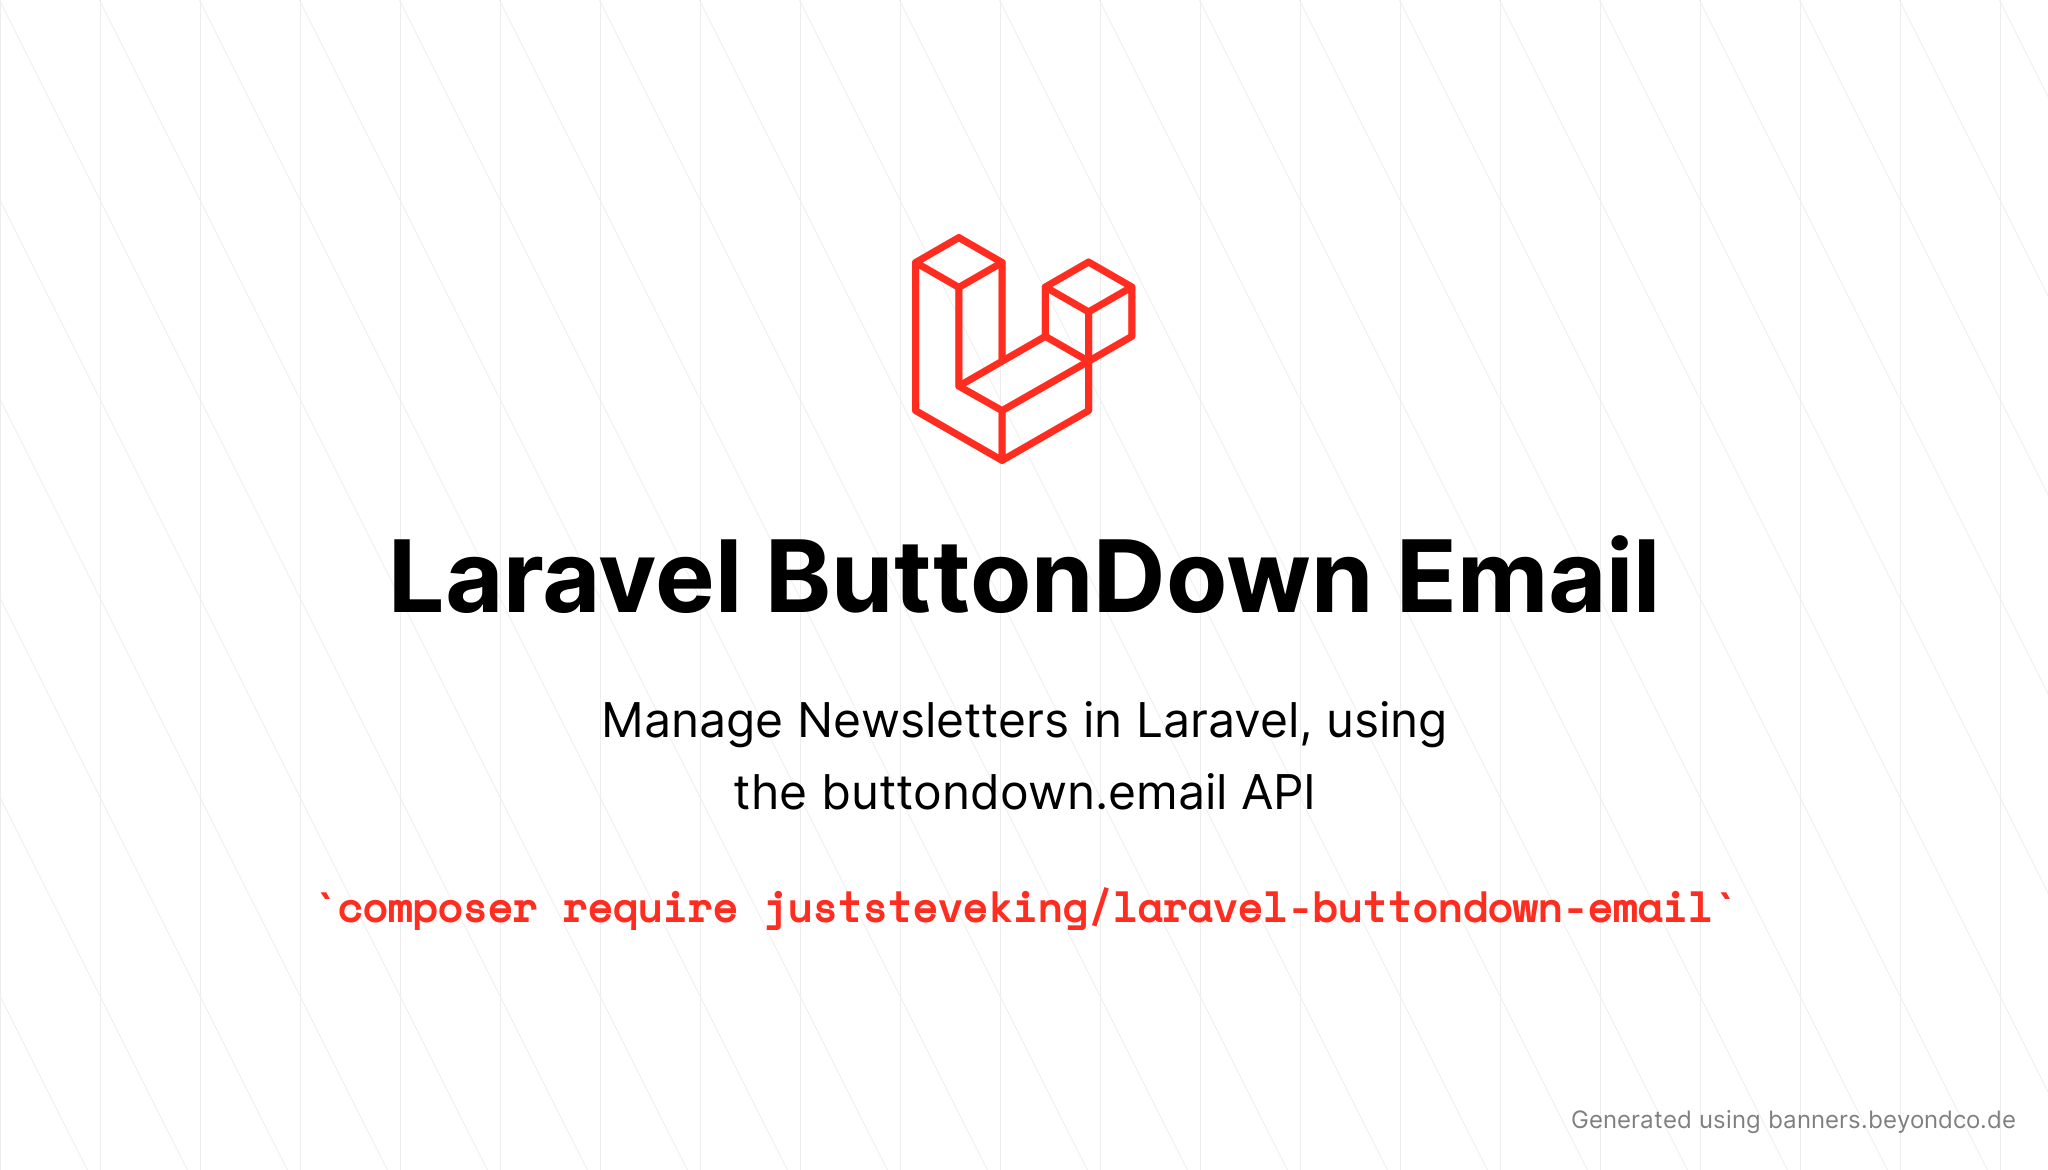 Laravel ButtonDown Email
Manage Newsletters in Laravel, using
the buttondown.email API
`composer require juststeveking/laravel-buttondown-email`
Generated using banners.beyondco.de